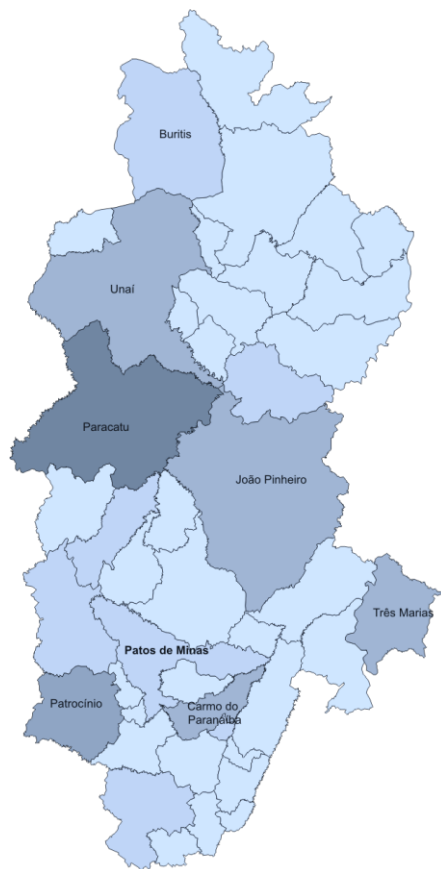 Buritis
Unaí
Paracatu
João Pinheiro
Três Marias
Patos de Minas
Patrocínio
Carmo do
Paranaíba